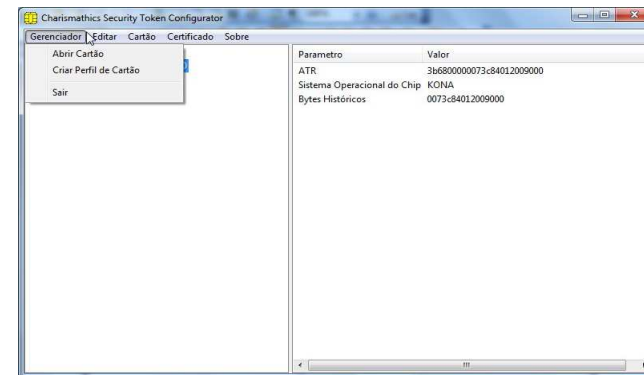 Charismathics Security Token Configurator
Gerenciador Editar Cartão Certificado Sobre
Abrir Cartão
Criar Perfil de Cartão
Sair
Parametro Valor
ATR 3b6800000073c84012009000
Sistema Operacional do Chip KONA
Bytes Históricos 0073c84012009000